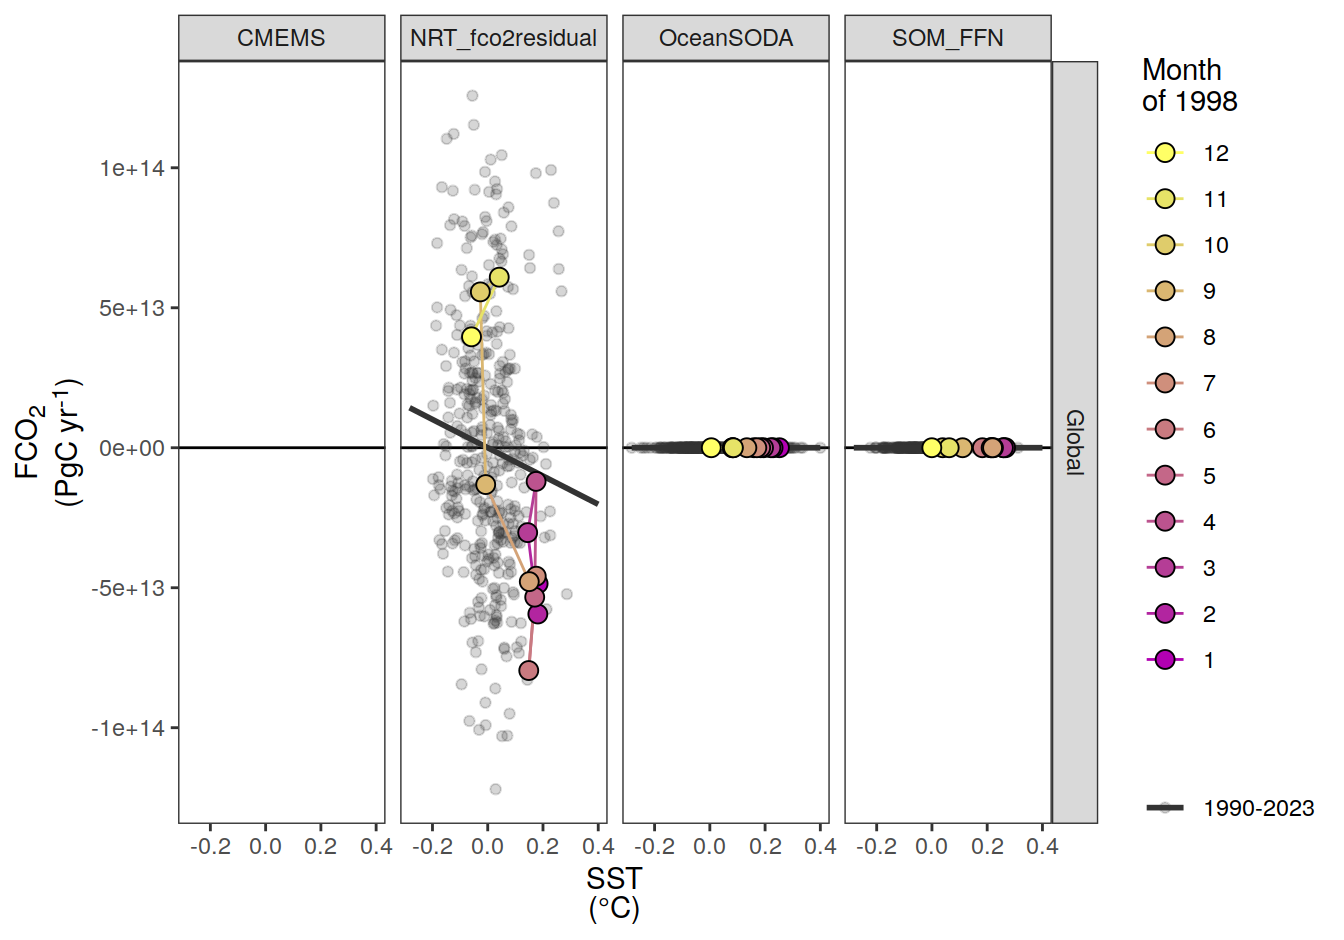 CMEMS NRT_fco2residual OceanSODA SOM_FFN
Global
1e+14
5e+13
0e+00
-5e+13
-1e+14
FCO2
(PgC yr-1)
-0.2 0.0 0.2 0.4 -0.2 0.0 0.2 0.4 -0.2 0.0 0.2 0.4 -0.2 0.0 0.2 0.4
SST
(°C)
Month
of 1998
12
11
10
9
8
7
6
5
4
3
2
1
1990-2023